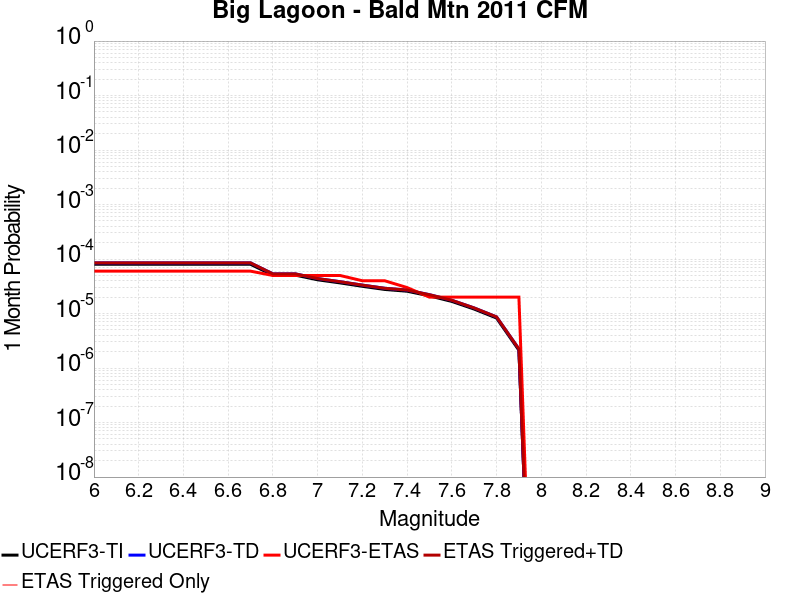 Big Lagoon - Bald Mtn 2011 CFM
1 Month Probability
10^0
10^-1
10^-2
10^-3
10^-4
10^-5
10^-6
10^-7
10^-8
6 6.2 6.4 6.6 6.8 7 7.2 7.4 7.6 7.8 8 8.2 8.4 8.6 8.8 9
Magnitude
UCERF3-TI UCERF3-TD UCERF3-ETAS ETAS Triggered+TD
ETAS Triggered Only